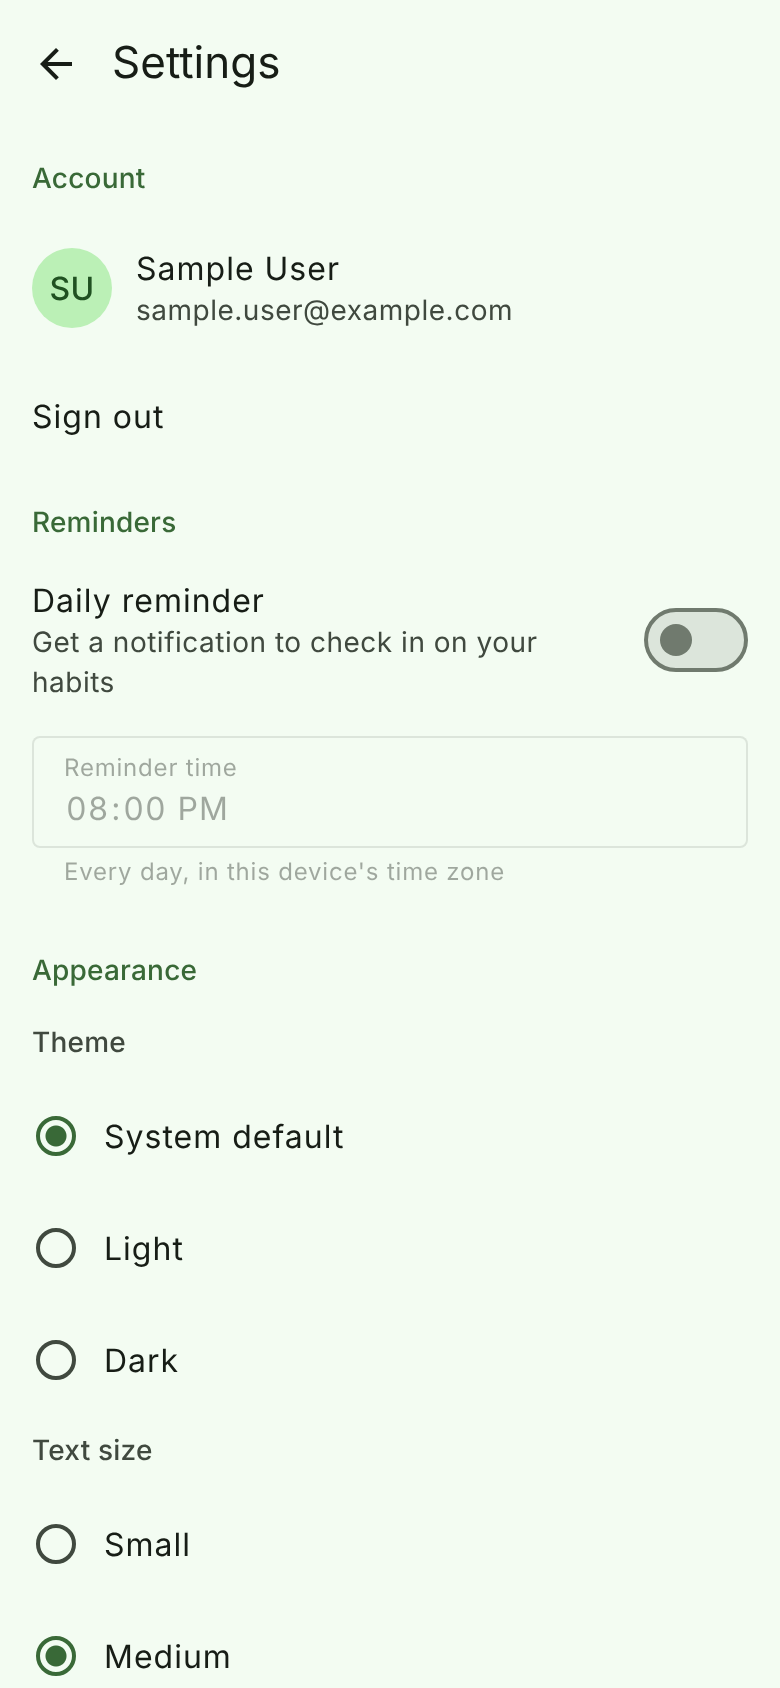 Settings
Account
SU
Sample User
sample.user@example.com
Sign out
Reminders
Daily reminder
Get a notification to check in on your
habits
Reminder time
08:00 PM
Every day, in this device's time zone
Appearance
Theme
System default
Light
Dark
Text size
Small
Medium